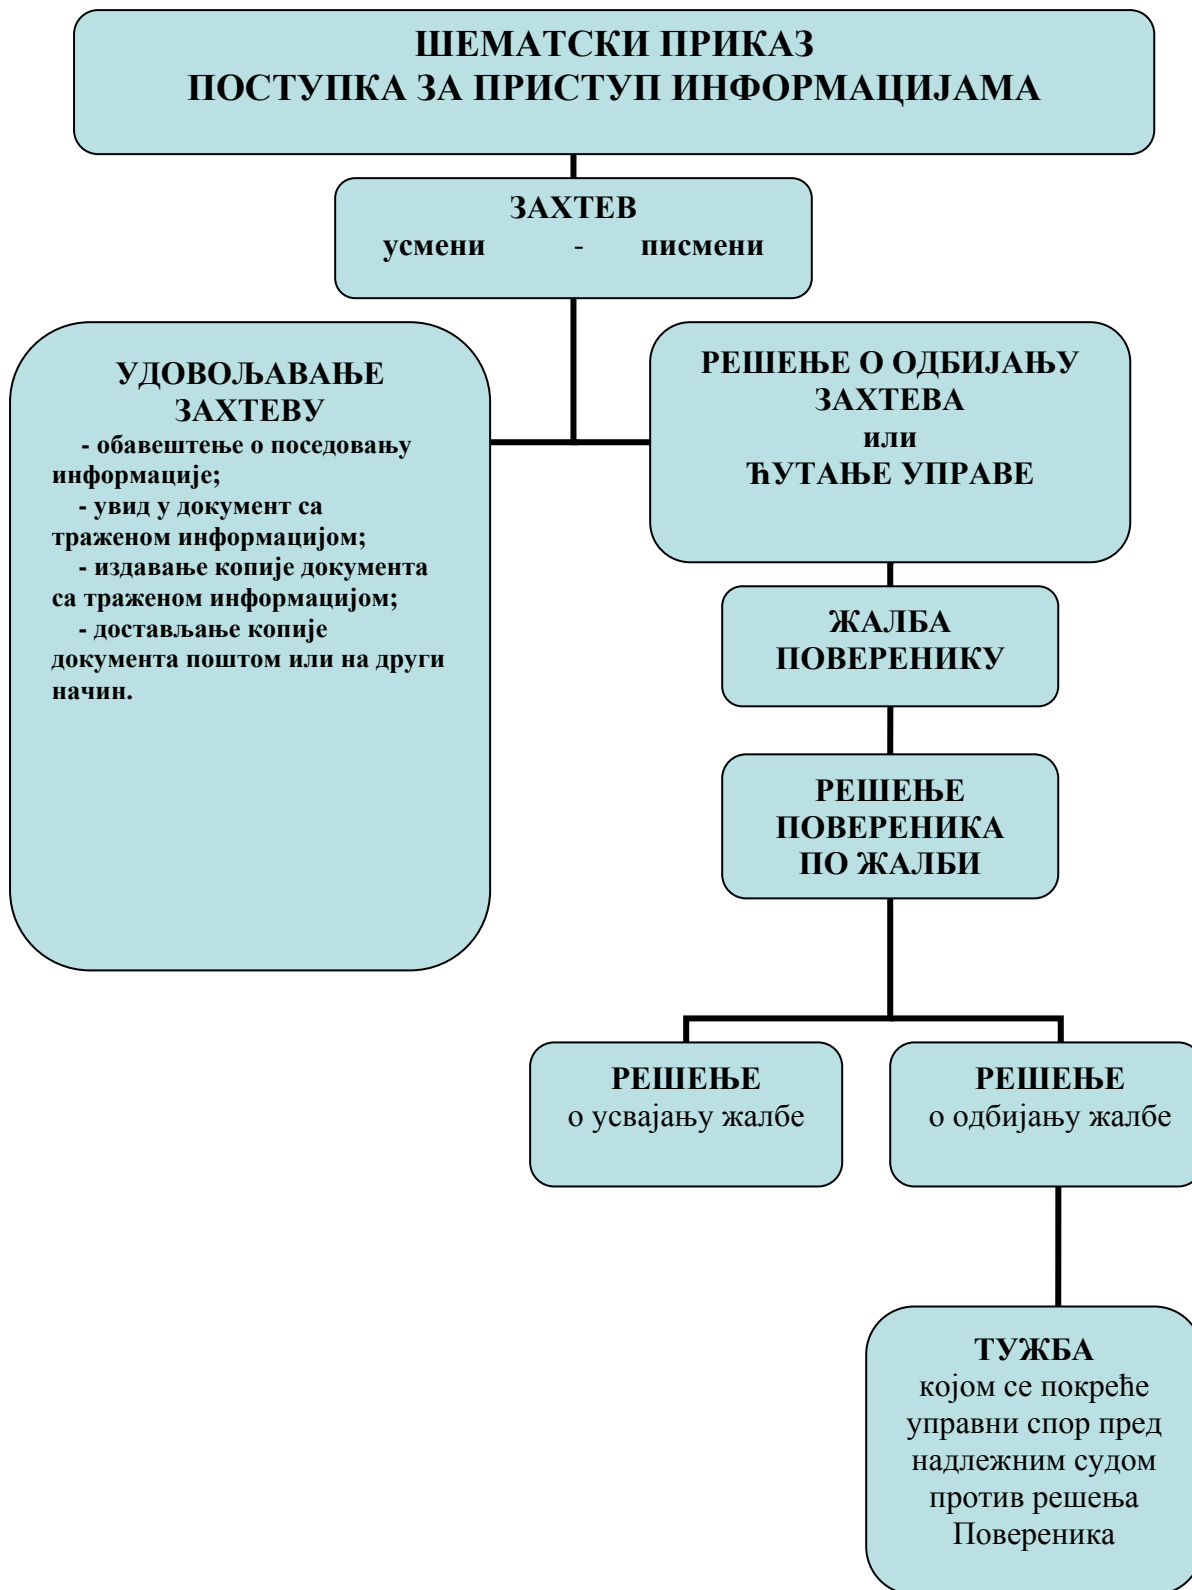 ШЕМАТСКИ ПРИКАЗ
ПОСТУПКА ЗА ПРИСТУП ИНФОРМАЦИЈАМА
ЗАХТЕВ
усмени - писмени
УДОВОЉАВАЊЕ
ЗАХТЕВУ
- обавештење о поседовању
информације;
- увид у документ са
траженом информацијом;
- издавање копије документа
са траженом информацијом;
- достављање копије
документа поштом или на други
начин.
РЕШЕЊЕ О ОДБИЈАЊУ
ЗАХТЕВА
или
ЋУТАЊЕ УПРАВЕ
ЖАЛБА
ПОВЕРЕНИКУ
РЕШЕЊЕ
ПОВЕРЕНИКА
ПО ЖАЛБИ
РЕШЕЊЕ
о усвајању жалбе
РЕШЕЊЕ
о одбијању жалбе
ТУЖБА
којом се покреће
управни спор пред
надлежним судом
против решења
Повереника